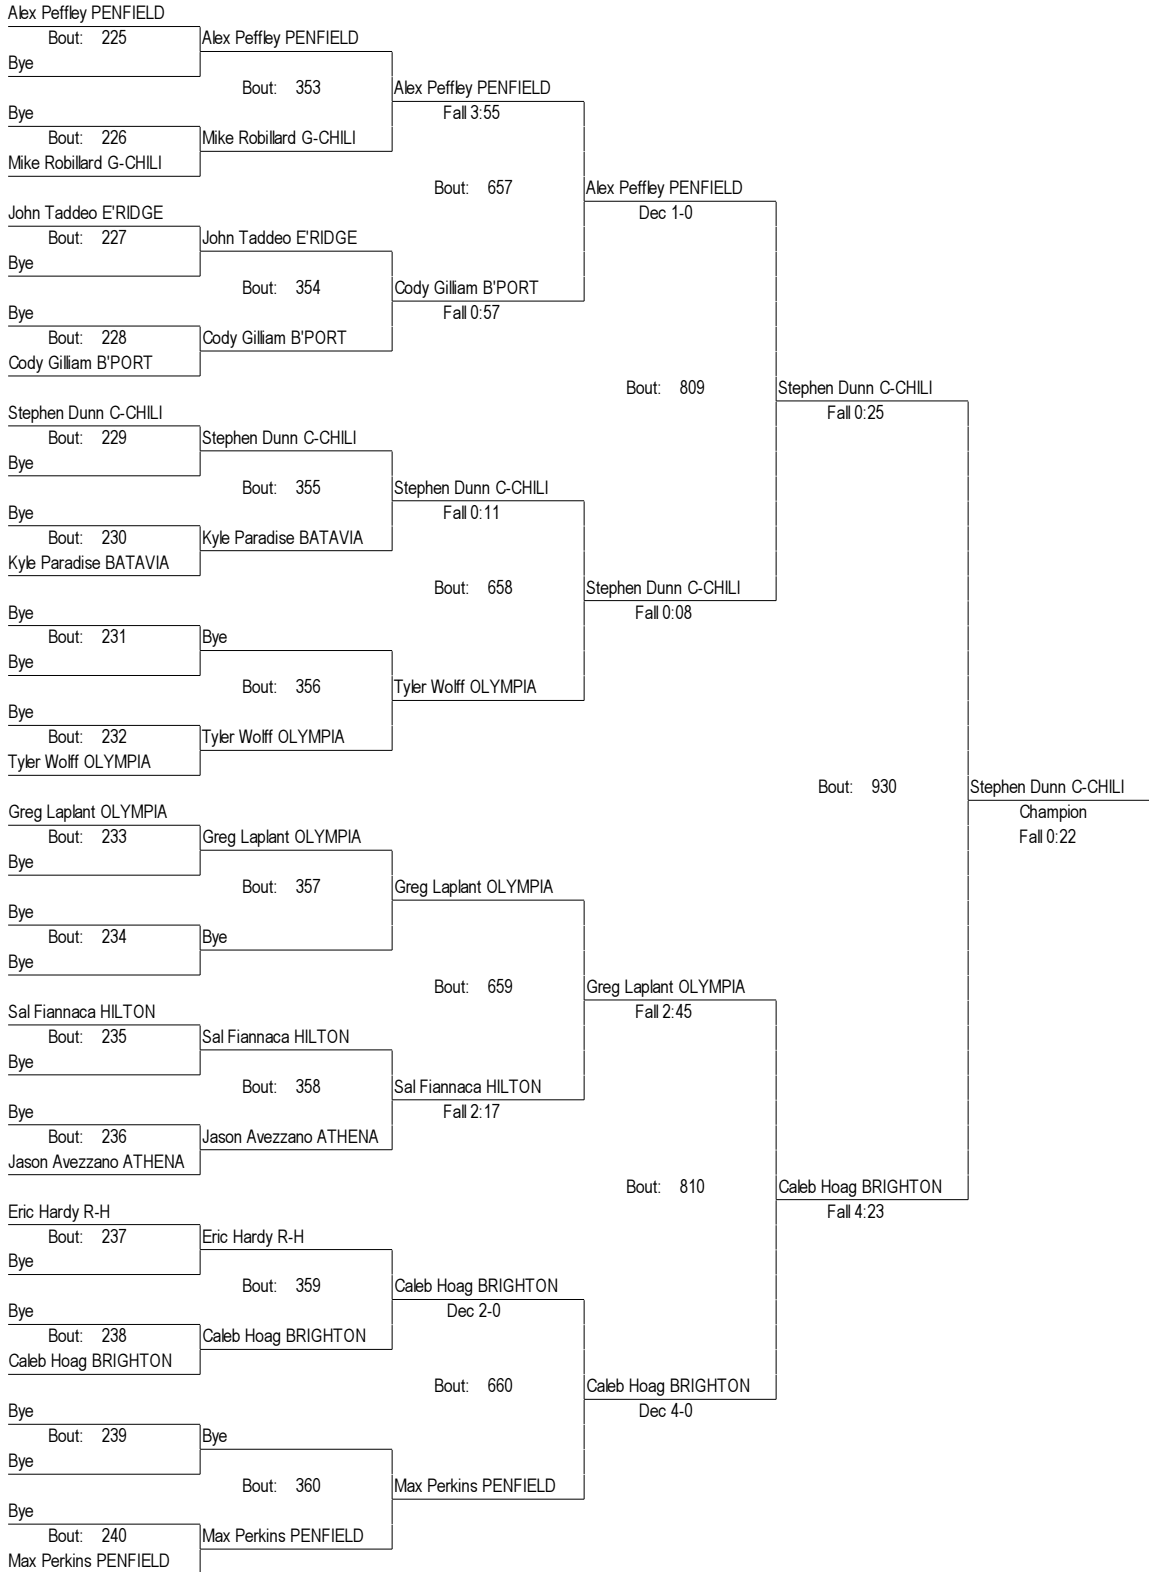 Alex Peffley PENFIELD
Bout: 225 Alex Peffley PENFIELD
Bye
Bout: 353 Alex Peffley PENFIELD
Bye Fall 3:55
Bout: 226 Mike Robillard G-CHILI
Mike Robillard G-CHILI
Bout: 657 Alex Peffley PENFIELD
John Taddeo E'RIDGE Dec 1-0
Bout: 227 John Taddeo E'RIDGE
Bye
Bout: 354 Cody Gilliam B'PORT
Bye Fall 0:57
Bout: 228 Cody Gilliam B'PORT
Cody Gilliam B'PORT
Bout: 809 Stephen Dunn C-CHILI
Stephen Dunn C-CHILI Fall 0:25
Bout: 229 Stephen Dunn C-CHILI
Bye
Bout: 355 Stephen Dunn C-CHILI
Bye Fall 0:11
Bout: 230 Kyle Paradise BATAVIA
Kyle Paradise BATAVIA
Bout: 658 Stephen Dunn C-CHILI
Bye Fall 0:08
Bout: 231 Bye
Bye
Bout: 356 Tyler Wolff OLYMPIA
Bye
Bout: 232 Tyler Wolff OLYMPIA
Tyler Wolff OLYMPIA
Bout: 930 Stephen Dunn C-CHILI
Greg Laplant OLYMPIA Champion
Bout: 233 Greg Laplant OLYMPIA Fall 0:22
Bye
Bout: 357 Greg Laplant OLYMPIA
Bye
Bout: 234 Bye
Bye
Bout: 659 Greg Laplant OLYMPIA
Sal Fiannaca HILTON Fall 2:45
Bout: 235 Sal Fiannaca HILTON
Bye
Bout: 358 Sal Fiannaca HILTON
Bye Fall 2:17
Bout: 236 Jason Avezzano ATHENA
Jason Avezzano ATHENA
Bout: 810 Caleb Hoag BRIGHTON
Eric Hardy R-H Fall 4:23
Bout: 237 Eric Hardy R-H
Bye
Bout: 359 Caleb Hoag BRIGHTON
Bye Dec 2-0
Bout: 238 Caleb Hoag BRIGHTON
Caleb Hoag BRIGHTON
Bout: 660 Caleb Hoag BRIGHTON
Bye Dec 4-0
Bout: 239 Bye
Bye
Bout: 360 Max Perkins PENFIELD
Bye
Bout: 240 Max Perkins PENFIELD
Max Perkins PENFIELD